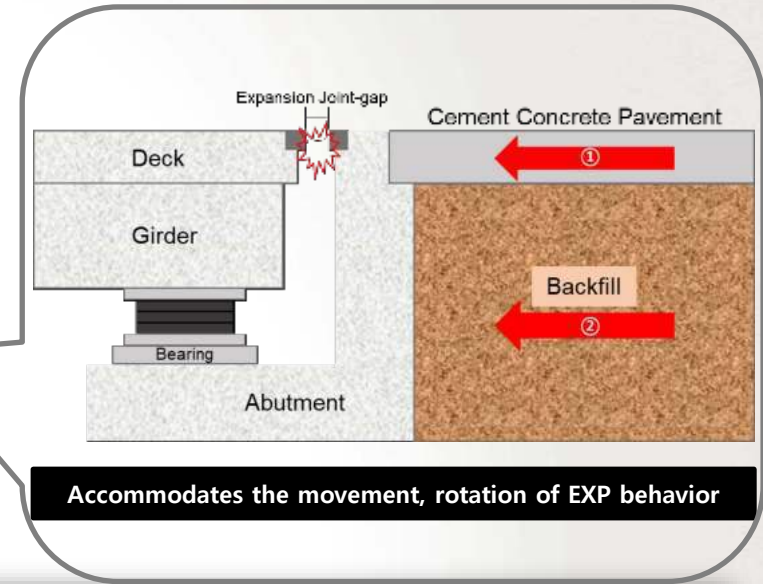 Expansion Joint-gap
Cement Concrete Pavement
Deck
①
Girder
Backfill
②
Bearing
Abutment
Accommodates the movement, rotation of EXP behavior